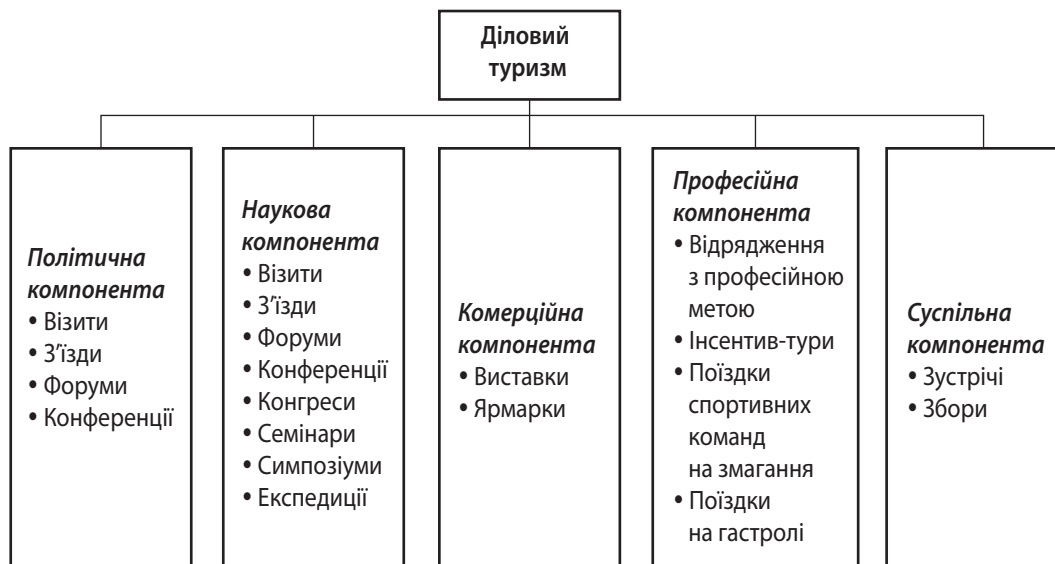 Діловий
туризм
Політична
компонента
• Візити
• З’їзди
• Форуми
• Конференції
Наукова
компонента
• Візити
• З’їзди
• Форуми
• Конференції
• Конгреси
• Семінари
• Симпозіуми
• Експедиції
Комерційна
компонента
• Виставки
• Ярмарки
Професійна
компонента
• Відрядження
з професійною
метою
• Інсентив-тури
• Поїздки
спортивних
команд
на змагання
• Поїздки
на гастролі
Суспільна
компонента
• Зустрічі
• Збори